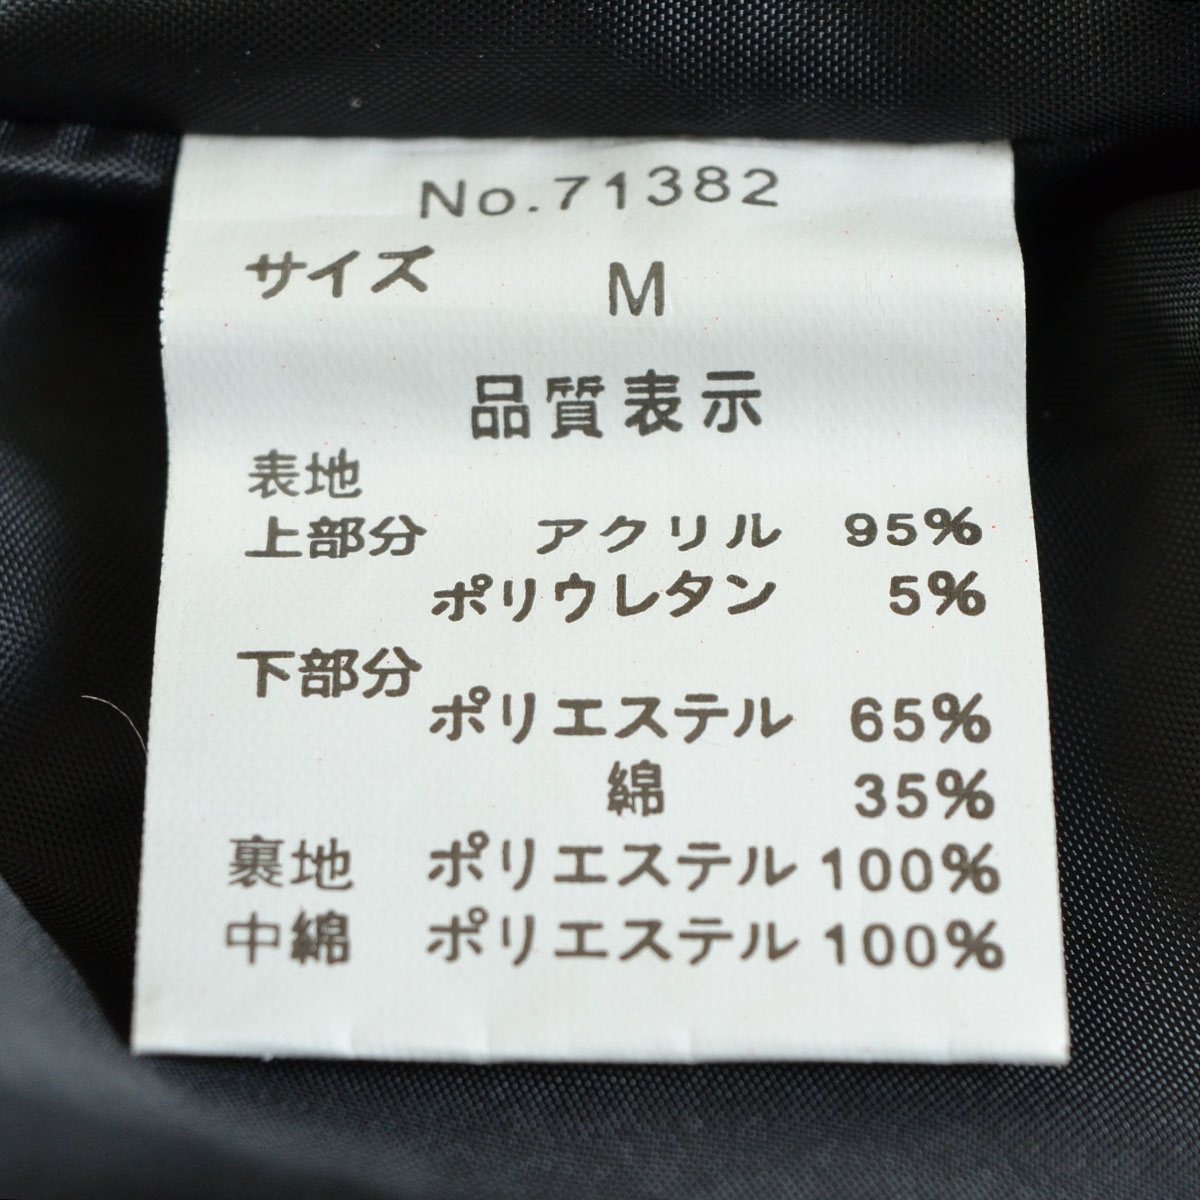 No.71382
サイズ M
品質表示
表地
上部分 アクリル 95%
ポリウレタン 5%
下部分
ポリエステル 65%
綿 35%
裏地 ポリエステル 100%
中綿 ポリエステル 100%